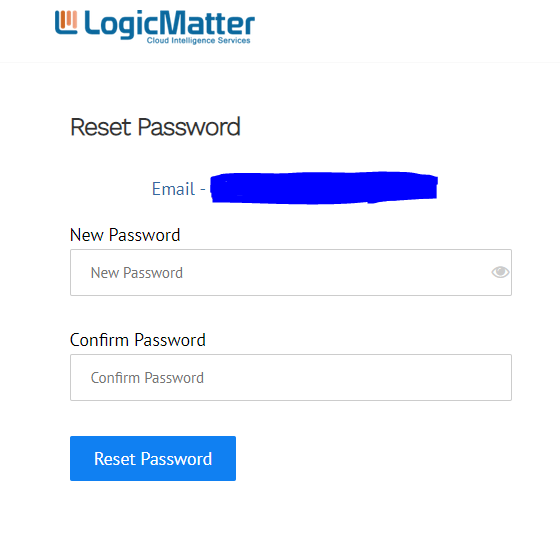 LogicMatter
Cloud Intelligence Services
Reset Password
Email -
New Password
New Password
Confirm Password
Confirm Password
Reset Password